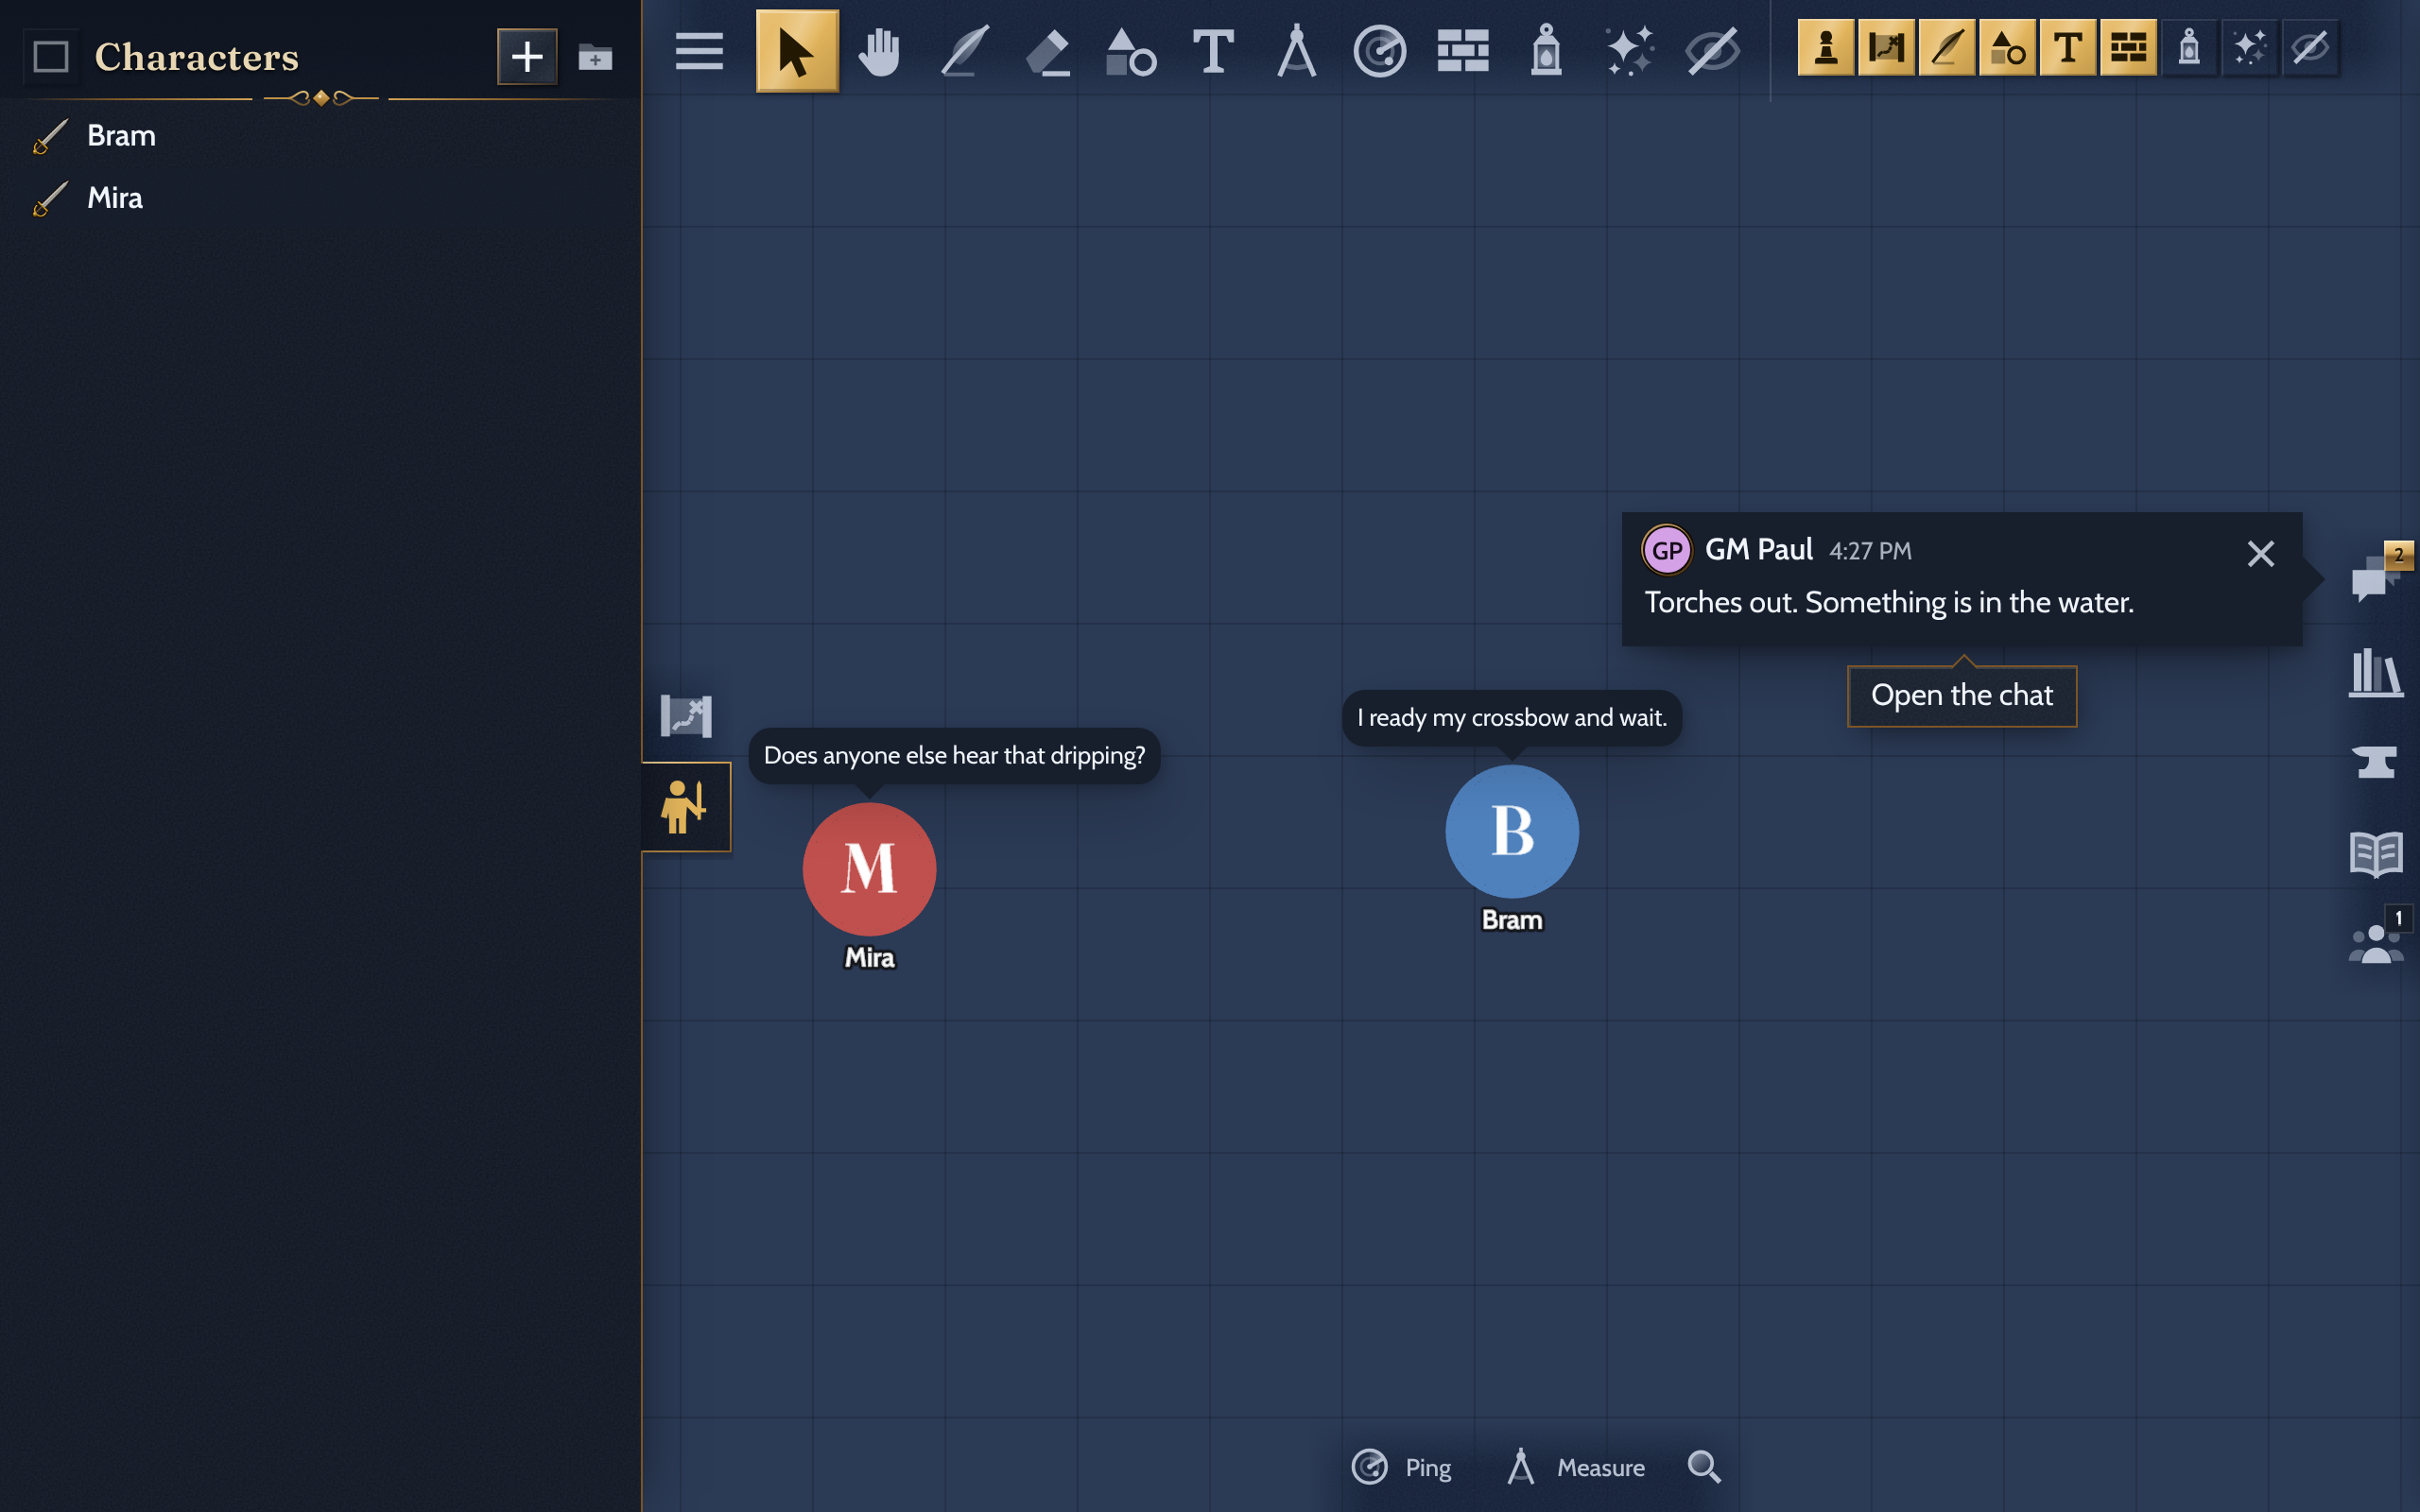 Characters
Bram
Mira
T
T
GP GM Paul 4:27 PM
2
Torches out. Something is in the water.
Open the chat
I ready my crossbow and wait.
Does anyone else hear that dripping?
B
Bram
M
Mira
1
Ping Measure